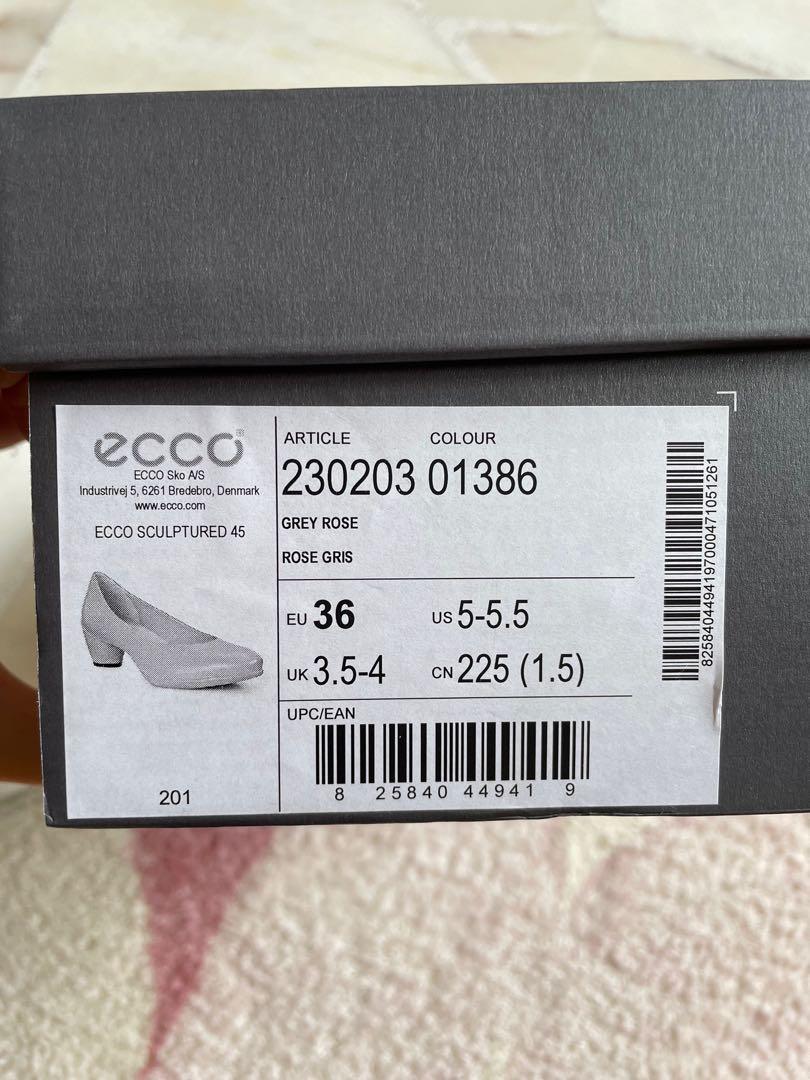 ecco®
ECCO Sko A/S
Industrivej 5, 6261 Bredebro, Denmark
www.ecco.com
ECCO SCULPTURED 45
201
ARTICLE COLOUR
230203 01386
GREY ROSE
ROSE GRIS
EU 36 US 5-5.5
UK 3.5-4 CN 225 (1.5)
UPC/EAN
8 25840 44941 9
82584044941970004710512​61